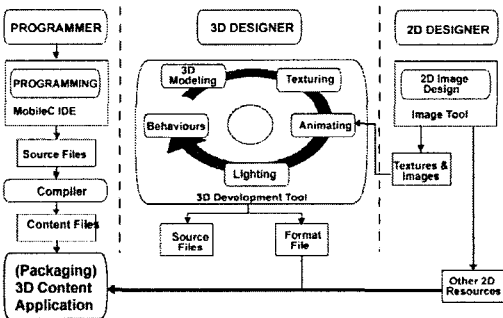 PROGRAMMER
PROGRAMMING
MobileC IDE
Source Files
Compiler
Content Files
(Packaging)
3D Content
Application
3D DESIGNER
3D
Modeling
Texturing
Behaviours
Animating
Lighting
3D Development Tool
Source
Files
Format
File
2D DESIGNER
2D Image
Design
Image Tool
Textures &
Images
Other 2D
Resources